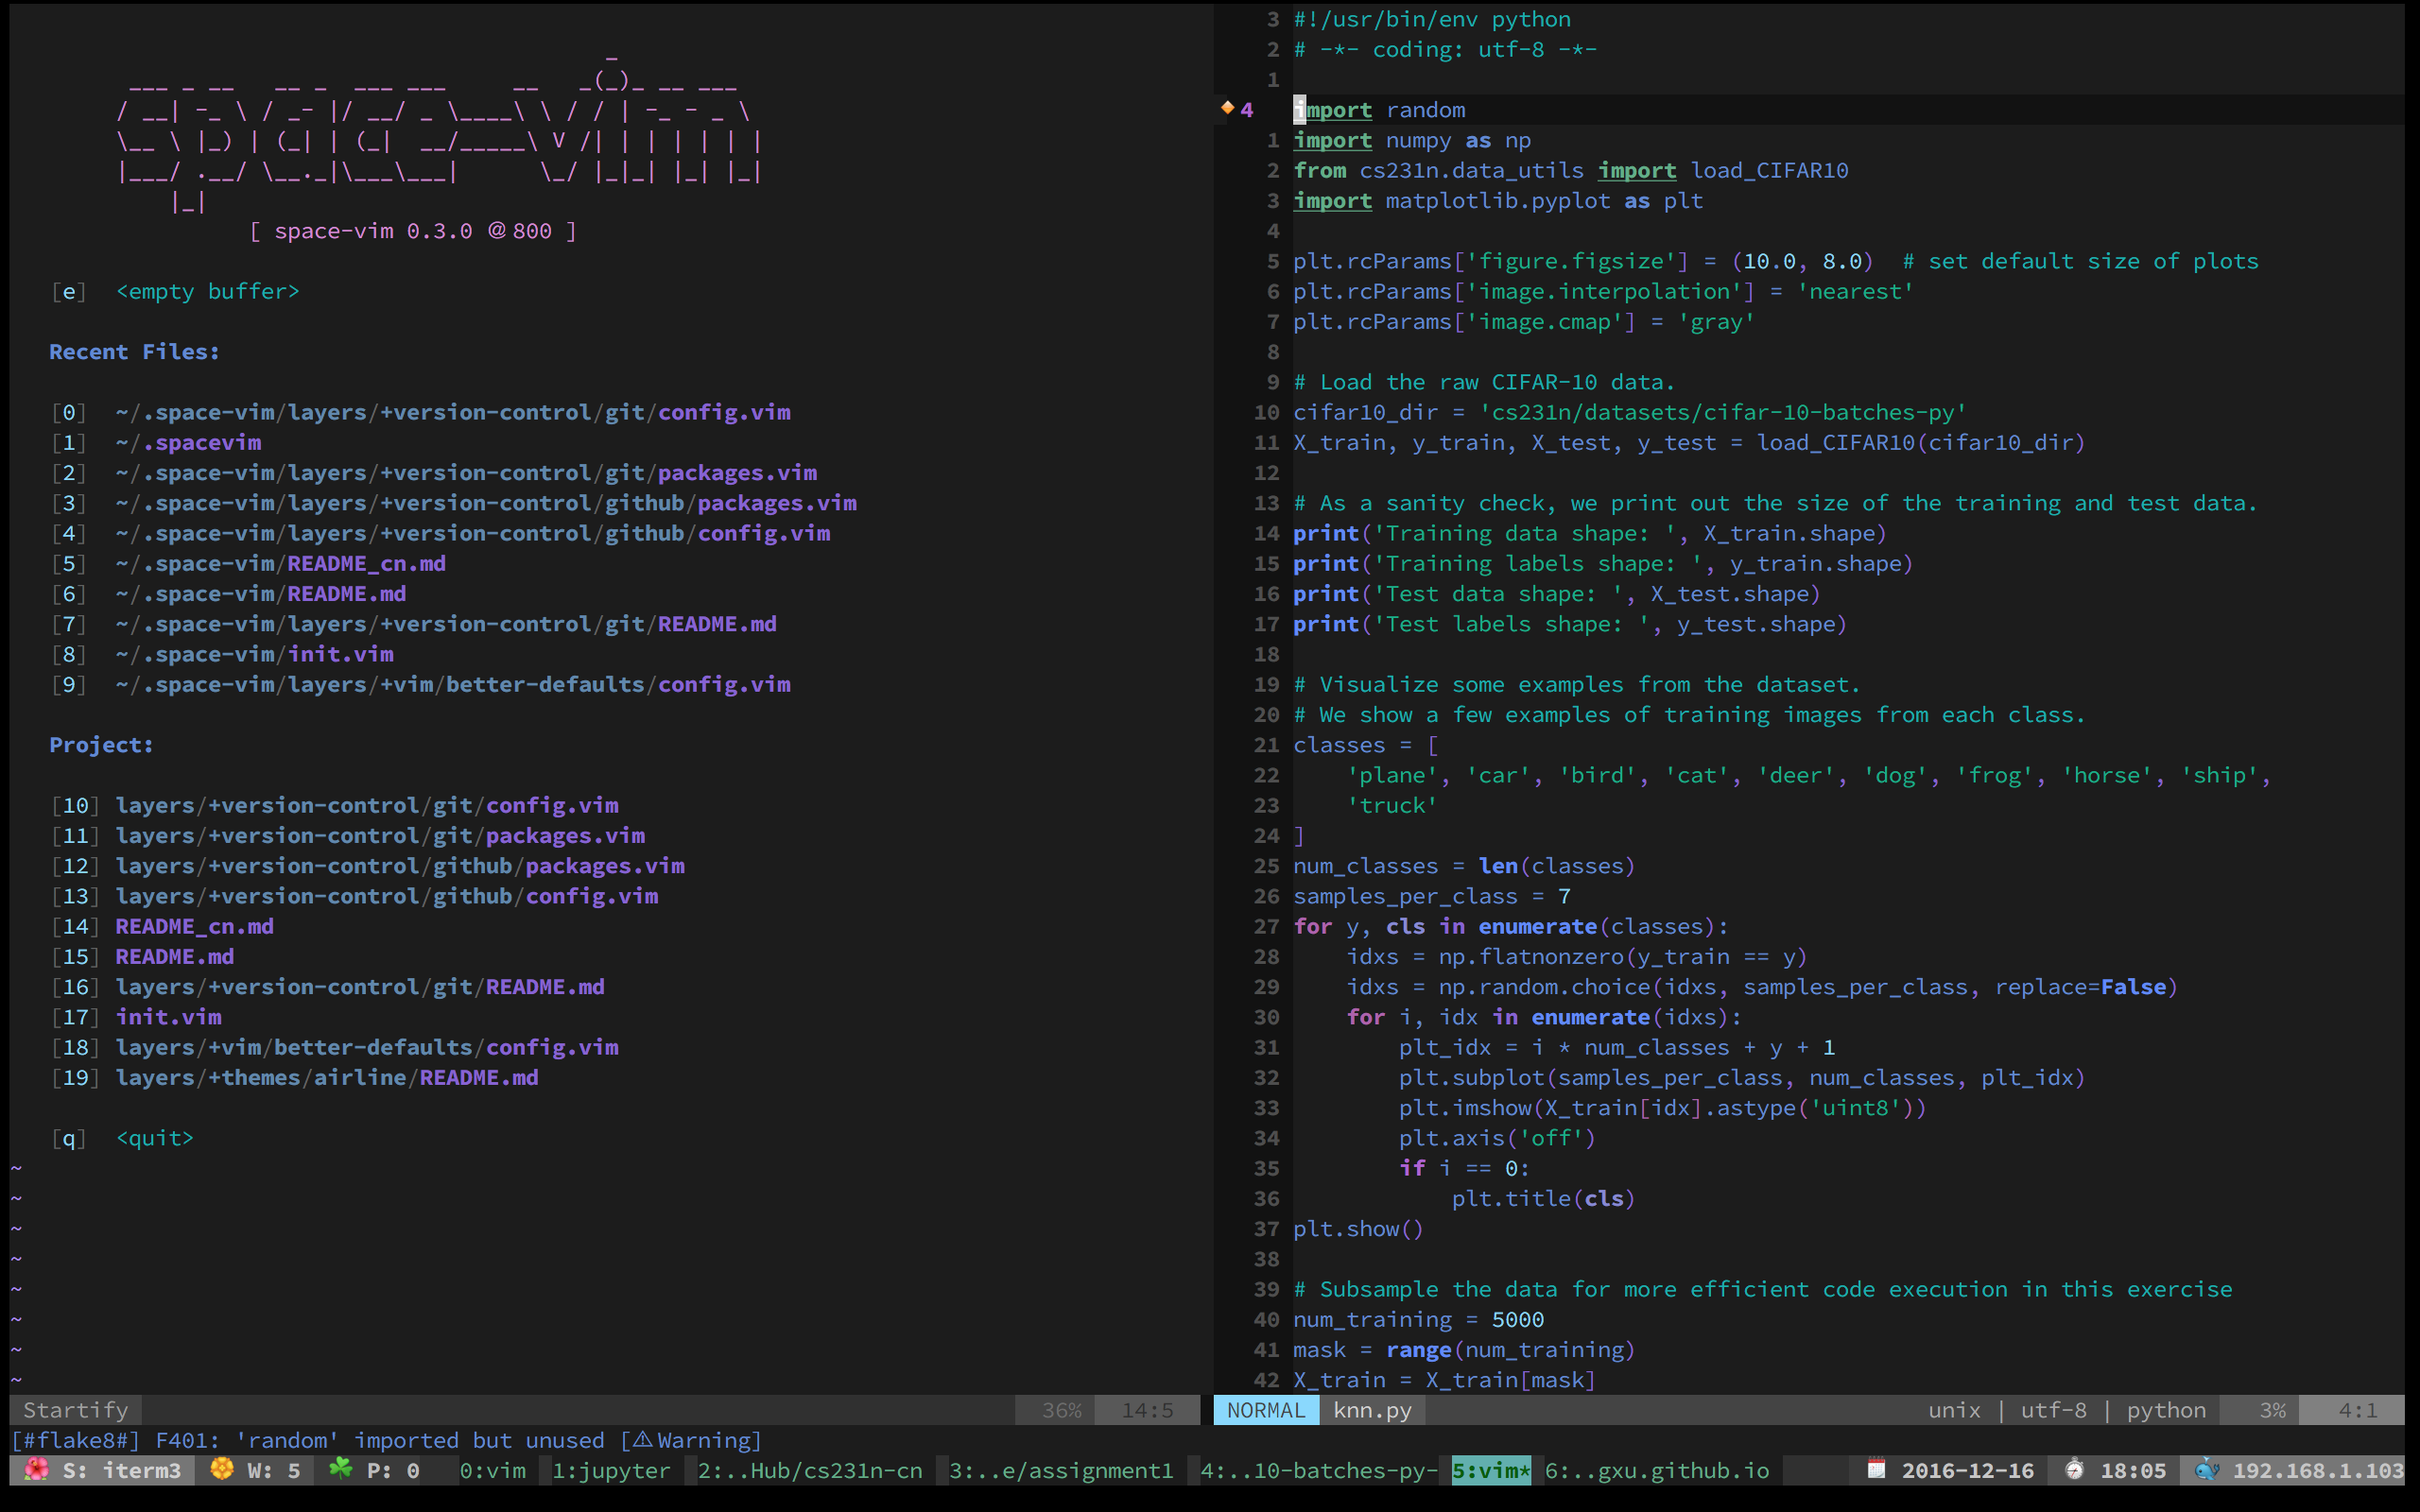 _
 ___ _ __   __ _  ___ ___      __   _(_)_ __ ___
/ __| '_ \ / _` |/ __/ _ \____\ \ / / | '_ ` _ \
\__ \ |_) | (_| | (_|  __/_____\ V /| | | | | | |
|___/ .__/ \__,_|\___\___|      \_/ |_|_| |_| |_|
    |_|
[ space-vim 0.3.0 @800 ]
[e] <empty buffer>
Recent Files:
[0] ~/.space-vim/layers/+version-control/git/config.vim
[1] ~/.spacevim
[2] ~/.space-vim/layers/+version-control/git/packages.vim
[3] ~/.space-vim/layers/+version-control/github/packages.vim
[4] ~/.space-vim/layers/+version-control/github/config.vim
[5] ~/.space-vim/README_cn.md
[6] ~/.space-vim/README.md
[7] ~/.space-vim/layers/+version-control/git/README.md
[8] ~/.space-vim/init.vim
[9] ~/.space-vim/layers/+vim/better-defaults/config.vim
Project:
[10] layers/+version-control/git/config.vim
[11] layers/+version-control/git/packages.vim
[12] layers/+version-control/github/packages.vim
[13] layers/+version-control/github/config.vim
[14] README_cn.md
[15] README.md
[16] layers/+version-control/git/README.md
[17] init.vim
[18] layers/+vim/better-defaults/config.vim
[19] layers/+themes/airline/README.md
[q] <quit>
~
~
~
~
~
~
~
~
Startify 36% 14:5
3 #!/usr/bin/env python
2 # -*- coding: utf-8 -*-
1
4 import random
1 import numpy as np
2 from cs231n.data_utils import load_CIFAR10
3 import matplotlib.pyplot as plt
4
5 plt.rcParams['figure.figsize'] = (10.0, 8.0)  # set default size of plots
6 plt.rcParams['image.interpolation'] = 'nearest'
7 plt.rcParams['image.cmap'] = 'gray'
8
9 # Load the raw CIFAR-10 data.
10 cifar10_dir = 'cs231n/datasets/cifar-10-batches-py'
11 X_train, y_train, X_test, y_test = load_CIFAR10(cifar10_dir)
12
13 # As a sanity check, we print out the size of the training and test data.
14 print('Training data shape: ', X_train.shape)
15 print('Training labels shape: ', y_train.shape)
16 print('Test data shape: ', X_test.shape)
17 print('Test labels shape: ', y_test.shape)
18
19 # Visualize some examples from the dataset.
20 # We show a few examples of training images from each class.
21 classes = [
22     'plane', 'car', 'bird', 'cat', 'deer', 'dog', 'frog', 'horse', 'ship',
23     'truck'
24 ]
25 num_classes = len(classes)
26 samples_per_class = 7
27 for y, cls in enumerate(classes):
28     idxs = np.flatnonzero(y_train == y)
29     idxs = np.random.choice(idxs, samples_per_class, replace=False)
30     for i, idx in enumerate(idxs):
31         plt_idx = i * num_classes + y + 1
32         plt.subplot(samples_per_class, num_classes, plt_idx)
33         plt.imshow(X_train[idx].astype('uint8'))
34         plt.axis('off')
35         if i == 0:
36             plt.title(cls)
37 plt.show()
38
39 # Subsample the data for more efficient code execution in this exercise
40 num_training = 5000
41 mask = range(num_training)
42 X_train = X_train[mask]
NORMAL knn.py unix | utf-8 | python 3% 4:1
[#flake8#] F401: 'random' imported but unused [⚠Warning]
S: iterm3 W: 5 P: 0 0:vim 1:jupyter 2:..Hub/cs231n-cn 3:..e/assignment1 4:..10-batches-py- 5:vim* 6:..gxu.github.io 2016-12-16 18:05 192.168.1.103